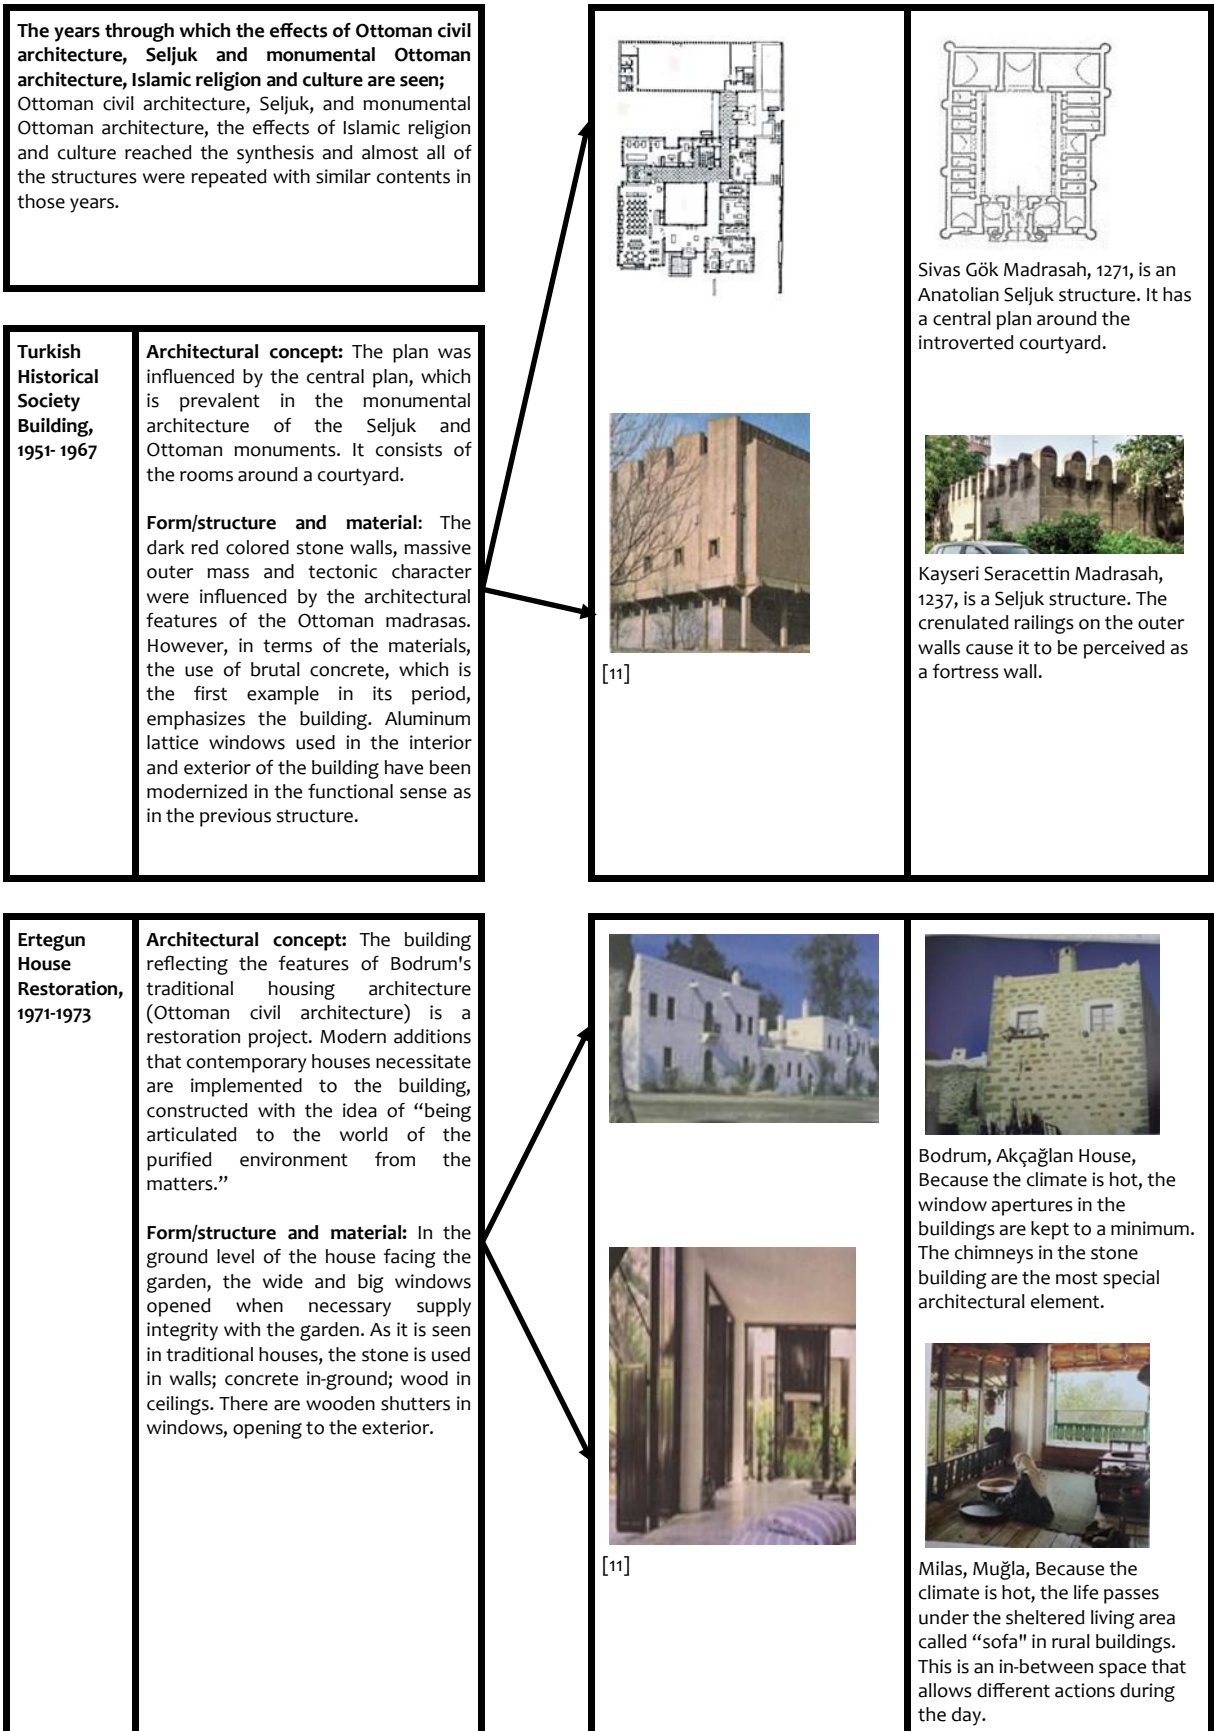 The years through which the effects of Ottoman civil
architecture, Seljuk and monumental Ottoman
architecture, Islamic religion and culture are seen;
Ottoman civil architecture, Seljuk, and monumental
Ottoman architecture, the effects of Islamic religion
and culture reached the synthesis and almost all of
the structures were repeated with similar contents in
those years.
Turkish
Historical
Society
Building,
1951- 1967
Architectural concept: The plan was
influenced by the central plan, which
is prevalent in the monumental
architecture of the Seljuk and
Ottoman monuments. It consists of
the rooms around a courtyard.
Form/structure and material: The
dark red colored stone walls, massive
outer mass and tectonic character
were influenced by the architectural
features of the Ottoman madrasas.
However, in terms of the materials,
the use of brutal concrete, which is
the first example in its period,
emphasizes the building. Aluminum
lattice windows used in the interior
and exterior of the building have been
modernized in the functional sense as
in the previous structure.
[11]
Sivas Gök Madrasah, 1271, is an
Anatolian Seljuk structure. It has
a central plan around the
introverted courtyard.
Kayseri Seracettin Madrasah,
1237, is a Seljuk structure. The
crenulated railings on the outer
walls cause it to be perceived as
a fortress wall.
Ertegun
House
Restoration,
1971-1973
Architectural concept: The building
reflecting the features of Bodrum's
traditional housing architecture
(Ottoman civil architecture) is a
restoration project. Modern additions
that contemporary houses necessitate
are implemented to the building,
constructed with the idea of “being
articulated to the world of the
purified environment from the
matters.”
Form/structure and material: In the
ground level of the house facing the
garden, the wide and big windows
opened when necessary supply
integrity with the garden. As it is seen
in traditional houses, the stone is used
in walls; concrete in-ground; wood in
ceilings. There are wooden shutters in
windows, opening to the exterior.
[11]
Bodrum, Akçağlan House,
Because the climate is hot, the
window apertures in the
buildings are kept to a minimum.
The chimneys in the stone
building are the most special
architectural element.
Milas, Muğla, Because the
climate is hot, the life passes
under the sheltered living area
called “sofa" in rural buildings.
This is an in-between space that
allows different actions during
the day.